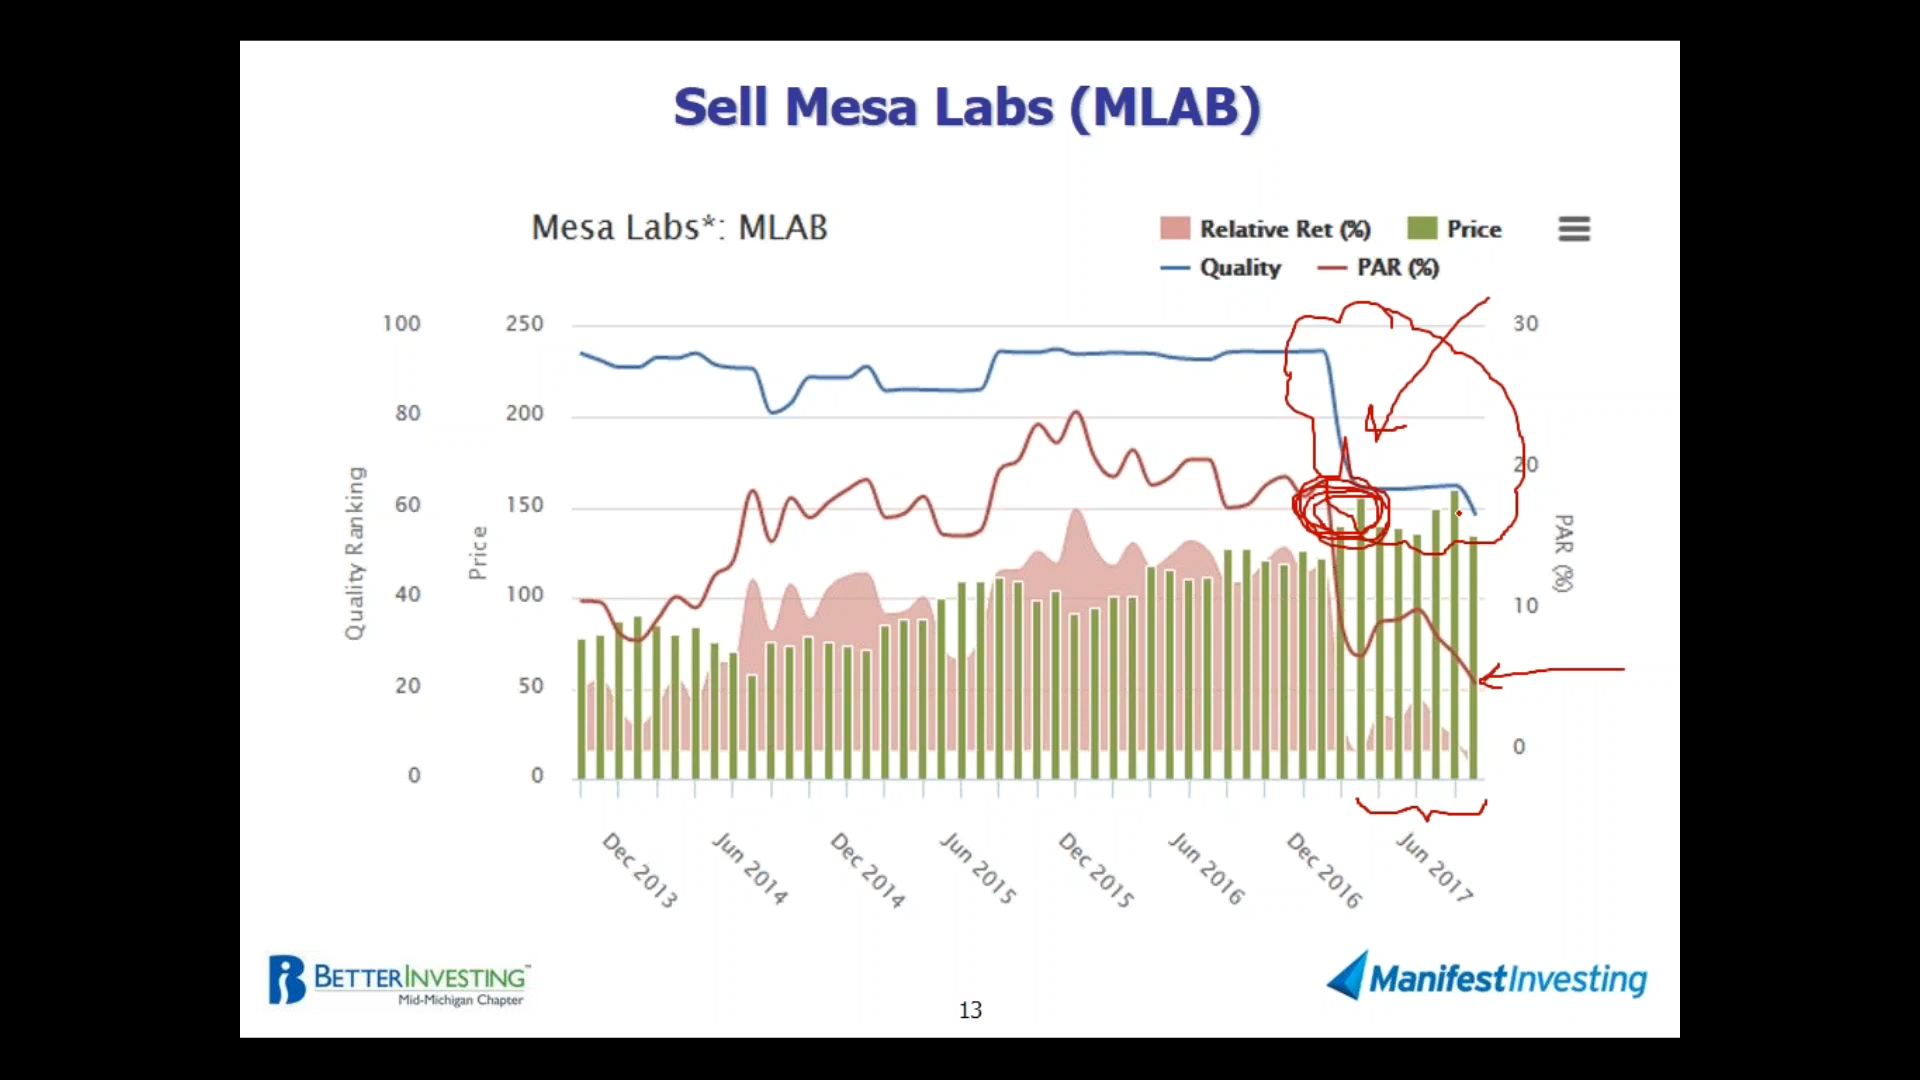 Sell Mesa Labs (MLAB)
Mesa Labs*: MLAB
Relative Ret (%)
Price
Quality
PAR (%)
100
80
60
40
20
0
Quality Ranking
250
200
150
100
50
0
Price
30
20
10
0
PAR (%)
Dec 2013
Jun 2014
Dec 2014
Jun 2015
Dec 2015
Jun 2016
Dec 2016
Jun 2017
BETTERINVESTING™
Mid-Michigan Chapter
13
ManifestInvesting